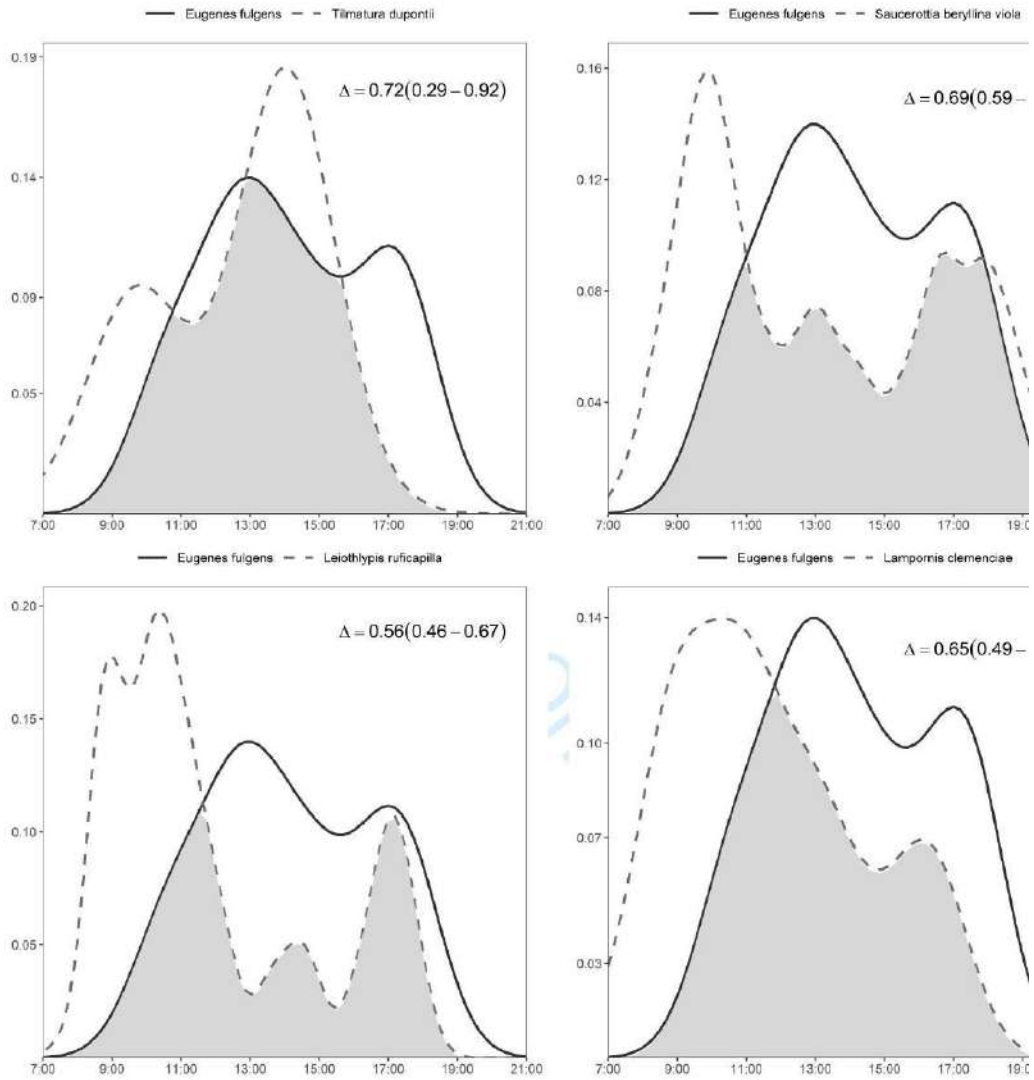 Eugenes fulgens Tilmatura dupontii
Δ = 0.72(0.29 − 0.92)
0.19
0.14
0.09
0.05
7:00 9:00 11:00 13:00 15:00 17:00 19:00 21:00
Eugenes fulgens Saucerottia beryllina viola
Δ = 0.69(0.59 −
0.16
0.12
0.08
0.04
7:00 9:00 11:00 13:00 15:00 17:00 19:0
Eugenes fulgens Leiothlypis ruficapilla
Δ = 0.56(0.46 − 0.67)
0.20
0.15
0.10
0.05
7:00 9:00 11:00 13:00 15:00 17:00 19:00 21:00
Eugenes fulgens Lampornis clemenciae
Δ = 0.65(0.49 −
0.14
0.10
0.07
0.03
7:00 9:00 11:00 13:00 15:00 17:00 19:0